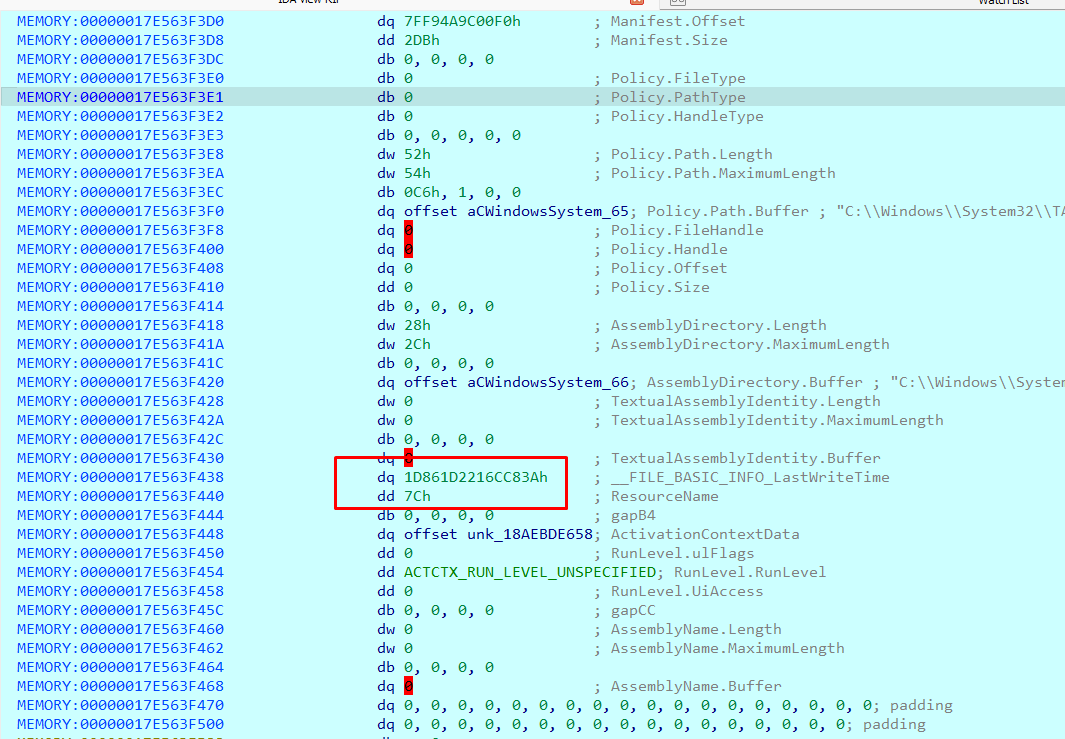 IDA View-RIP Watch List
MEMORY:00000017E563F3D0 dq 7FF94A9C00F0h ; Manifest.Offset
MEMORY:00000017E563F3D8 dd 2DBh ; Manifest.Size
MEMORY:00000017E563F3DC db 0, 0, 0, 0
MEMORY:00000017E563F3E0 db 0 ; Policy.FileType
MEMORY:00000017E563F3E1 db 0 ; Policy.PathType
MEMORY:00000017E563F3E2 db 0 ; Policy.HandleType
MEMORY:00000017E563F3E3 db 0, 0, 0, 0, 0
MEMORY:00000017E563F3E8 dw 52h ; Policy.Path.Length
MEMORY:00000017E563F3EA dw 54h ; Policy.Path.MaximumLength
MEMORY:00000017E563F3EC db 0C6h, 1, 0, 0
MEMORY:00000017E563F3F0 dq offset aCWindowsSystem_65; Policy.Path.Buffer ; "C:\\Windows\\System32\\TA
MEMORY:00000017E563F3F8 dq 0 ; Policy.FileHandle
MEMORY:00000017E563F400 dq 0 ; Policy.Handle
MEMORY:00000017E563F408 dq 0 ; Policy.Offset
MEMORY:00000017E563F410 dd 0 ; Policy.Size
MEMORY:00000017E563F414 db 0, 0, 0, 0
MEMORY:00000017E563F418 dw 28h ; AssemblyDirectory.Length
MEMORY:00000017E563F41A dw 2Ch ; AssemblyDirectory.MaximumLength
MEMORY:00000017E563F41C db 0, 0, 0, 0
MEMORY:00000017E563F420 dq offset aCWindowsSystem_66; AssemblyDirectory.Buffer ; "C:\\Windows\\System
MEMORY:00000017E563F428 dw 0 ; TextualAssemblyIdentity.Length
MEMORY:00000017E563F42A dw 0 ; TextualAssemblyIdentity.MaximumLength
MEMORY:00000017E563F42C db 0, 0, 0, 0
MEMORY:00000017E563F430 dq 0 ; TextualAssemblyIdentity.Buffer
MEMORY:00000017E563F438 dq 1D861D2216CC83Ah ; __FILE_BASIC_INFO_LastWriteTime
MEMORY:00000017E563F440 dd 7Ch ; ResourceName
MEMORY:00000017E563F444 db 0, 0, 0, 0 ; gapB4
MEMORY:00000017E563F448 dq offset unk_18AEBDE658; ActivationContextData
MEMORY:00000017E563F450 dd 0 ; RunLevel.ulFlags
MEMORY:00000017E563F454 dd ACTCTX_RUN_LEVEL_UNSPECIFIED; RunLevel.RunLevel
MEMORY:00000017E563F458 dd 0 ; RunLevel.UiAccess
MEMORY:00000017E563F45C db 0, 0, 0, 0 ; gapCC
MEMORY:00000017E563F460 dw 0 ; AssemblyName.Length
MEMORY:00000017E563F462 dw 0 ; AssemblyName.MaximumLength
MEMORY:00000017E563F464 db 0, 0, 0, 0
MEMORY:00000017E563F468 dq 0 ; AssemblyName.Buffer
MEMORY:00000017E563F470 dq 0, 0, 0, 0, 0, 0, 0, 0, 0, 0, 0, 0, 0, 0, 0, 0, 0, 0; padding
MEMORY:00000017E563F500 dq 0, 0, 0, 0, 0, 0, 0, 0, 0, 0, 0, 0, 0, 0, 0, 0, 0; padding